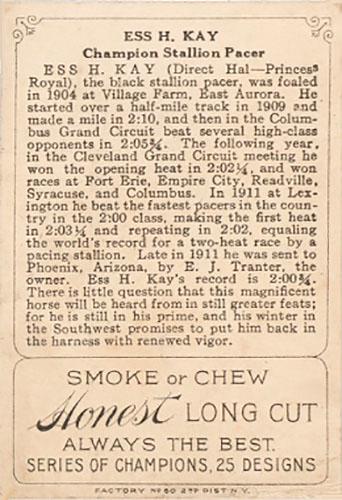 ESS H. KAY
Champion Stallion Pacer
ESS H. KAY (Direct Hal—Princess
Royal), the black stallion pacer, was foaled
in 1904 at Village Farm, East Aurora. He
started over a half-mile track in 1909 and
made a mile in 2:10, and then in the Colum-
bus Grand Circuit beat several high-class
opponents in 2:05¾. The following year,
in the Cleveland Grand Circuit meeting he
won the opening heat in 2:02¼, and won
races at Fort Erie, Empire City, Readville,
Syracuse, and Columbus. In 1911 at Lex-
ington he beat the fastest pacers in the coun-
try in the 2:00 class, making the first heat
in 2:03¼ and repeating in 2:02, equaling
the world's record for a two-heat race by a
pacing stallion. Late in 1911 he was sent to
Phoenix, Arizona, by E. J. Tranter, the
owner. Ess H. Kay's record is 2:00¾.
There is little question that this magnificent
horse will be heard from in still greater feats;
for he is still in his prime, and his winter in
the Southwest promises to put him back in
the harness with renewed vigor.
SMOKE or CHEW
Honest LONG CUT
ALWAYS THE BEST.
SERIES OF CHAMPIONS, 25 DESIGNS
FACTORY Nº 60 2ND DIST. N.Y.